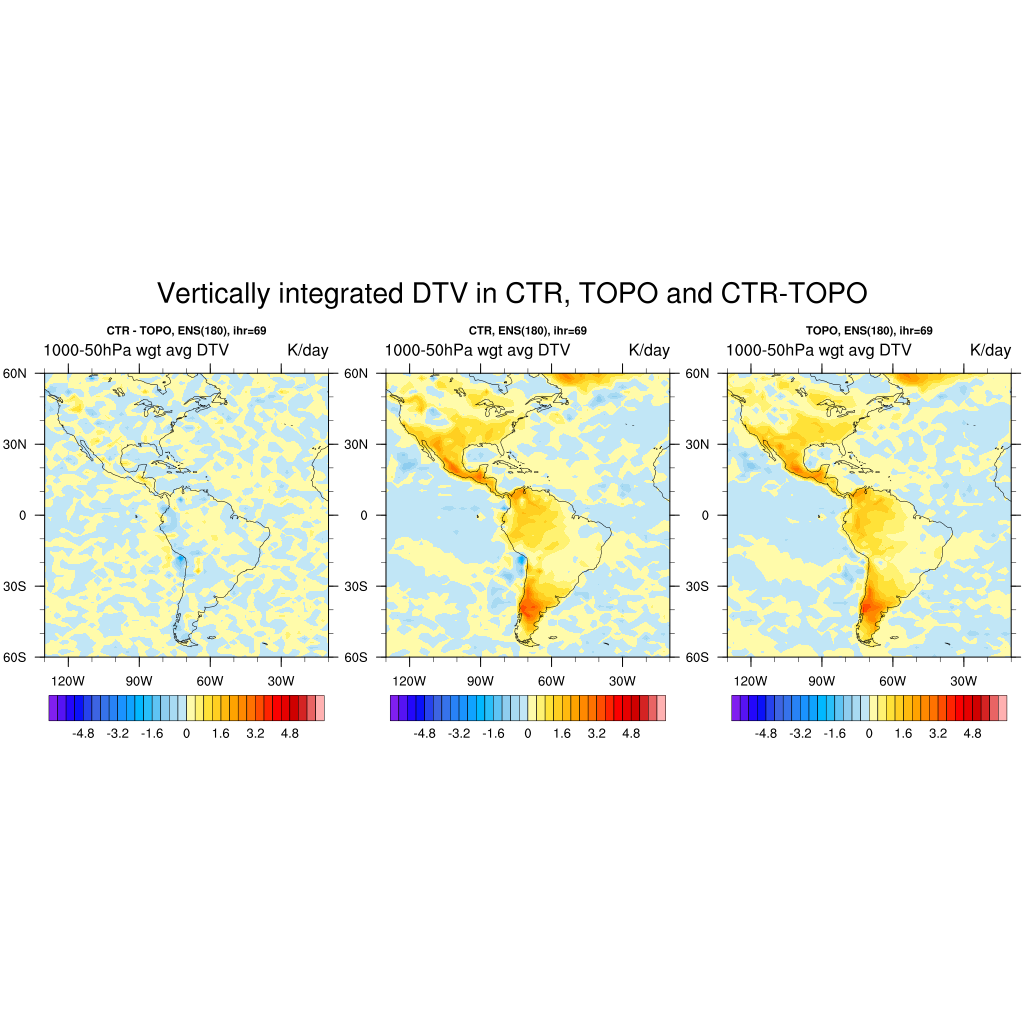 Vertically integrated DTV in CTR, TOPO and CTR-TOPO
CTR - TOPO, ENS(180), ihr=69
1000-50hPa wgt avg DTV K/day
60N
30N
0
30S
60S
120W 90W 60W 30W
-4.8 -3.2 -1.6 0 1.6 3.2 4.8
CTR, ENS(180), ihr=69
1000-50hPa wgt avg DTV K/day
60N
30N
0
30S
60S
120W 90W 60W 30W
-4.8 -3.2 -1.6 0 1.6 3.2 4.8
TOPO, ENS(180), ihr=69
1000-50hPa wgt avg DTV K/day
60N
30N
0
30S
60S
120W 90W 60W 30W
-4.8 -3.2 -1.6 0 1.6 3.2 4.8